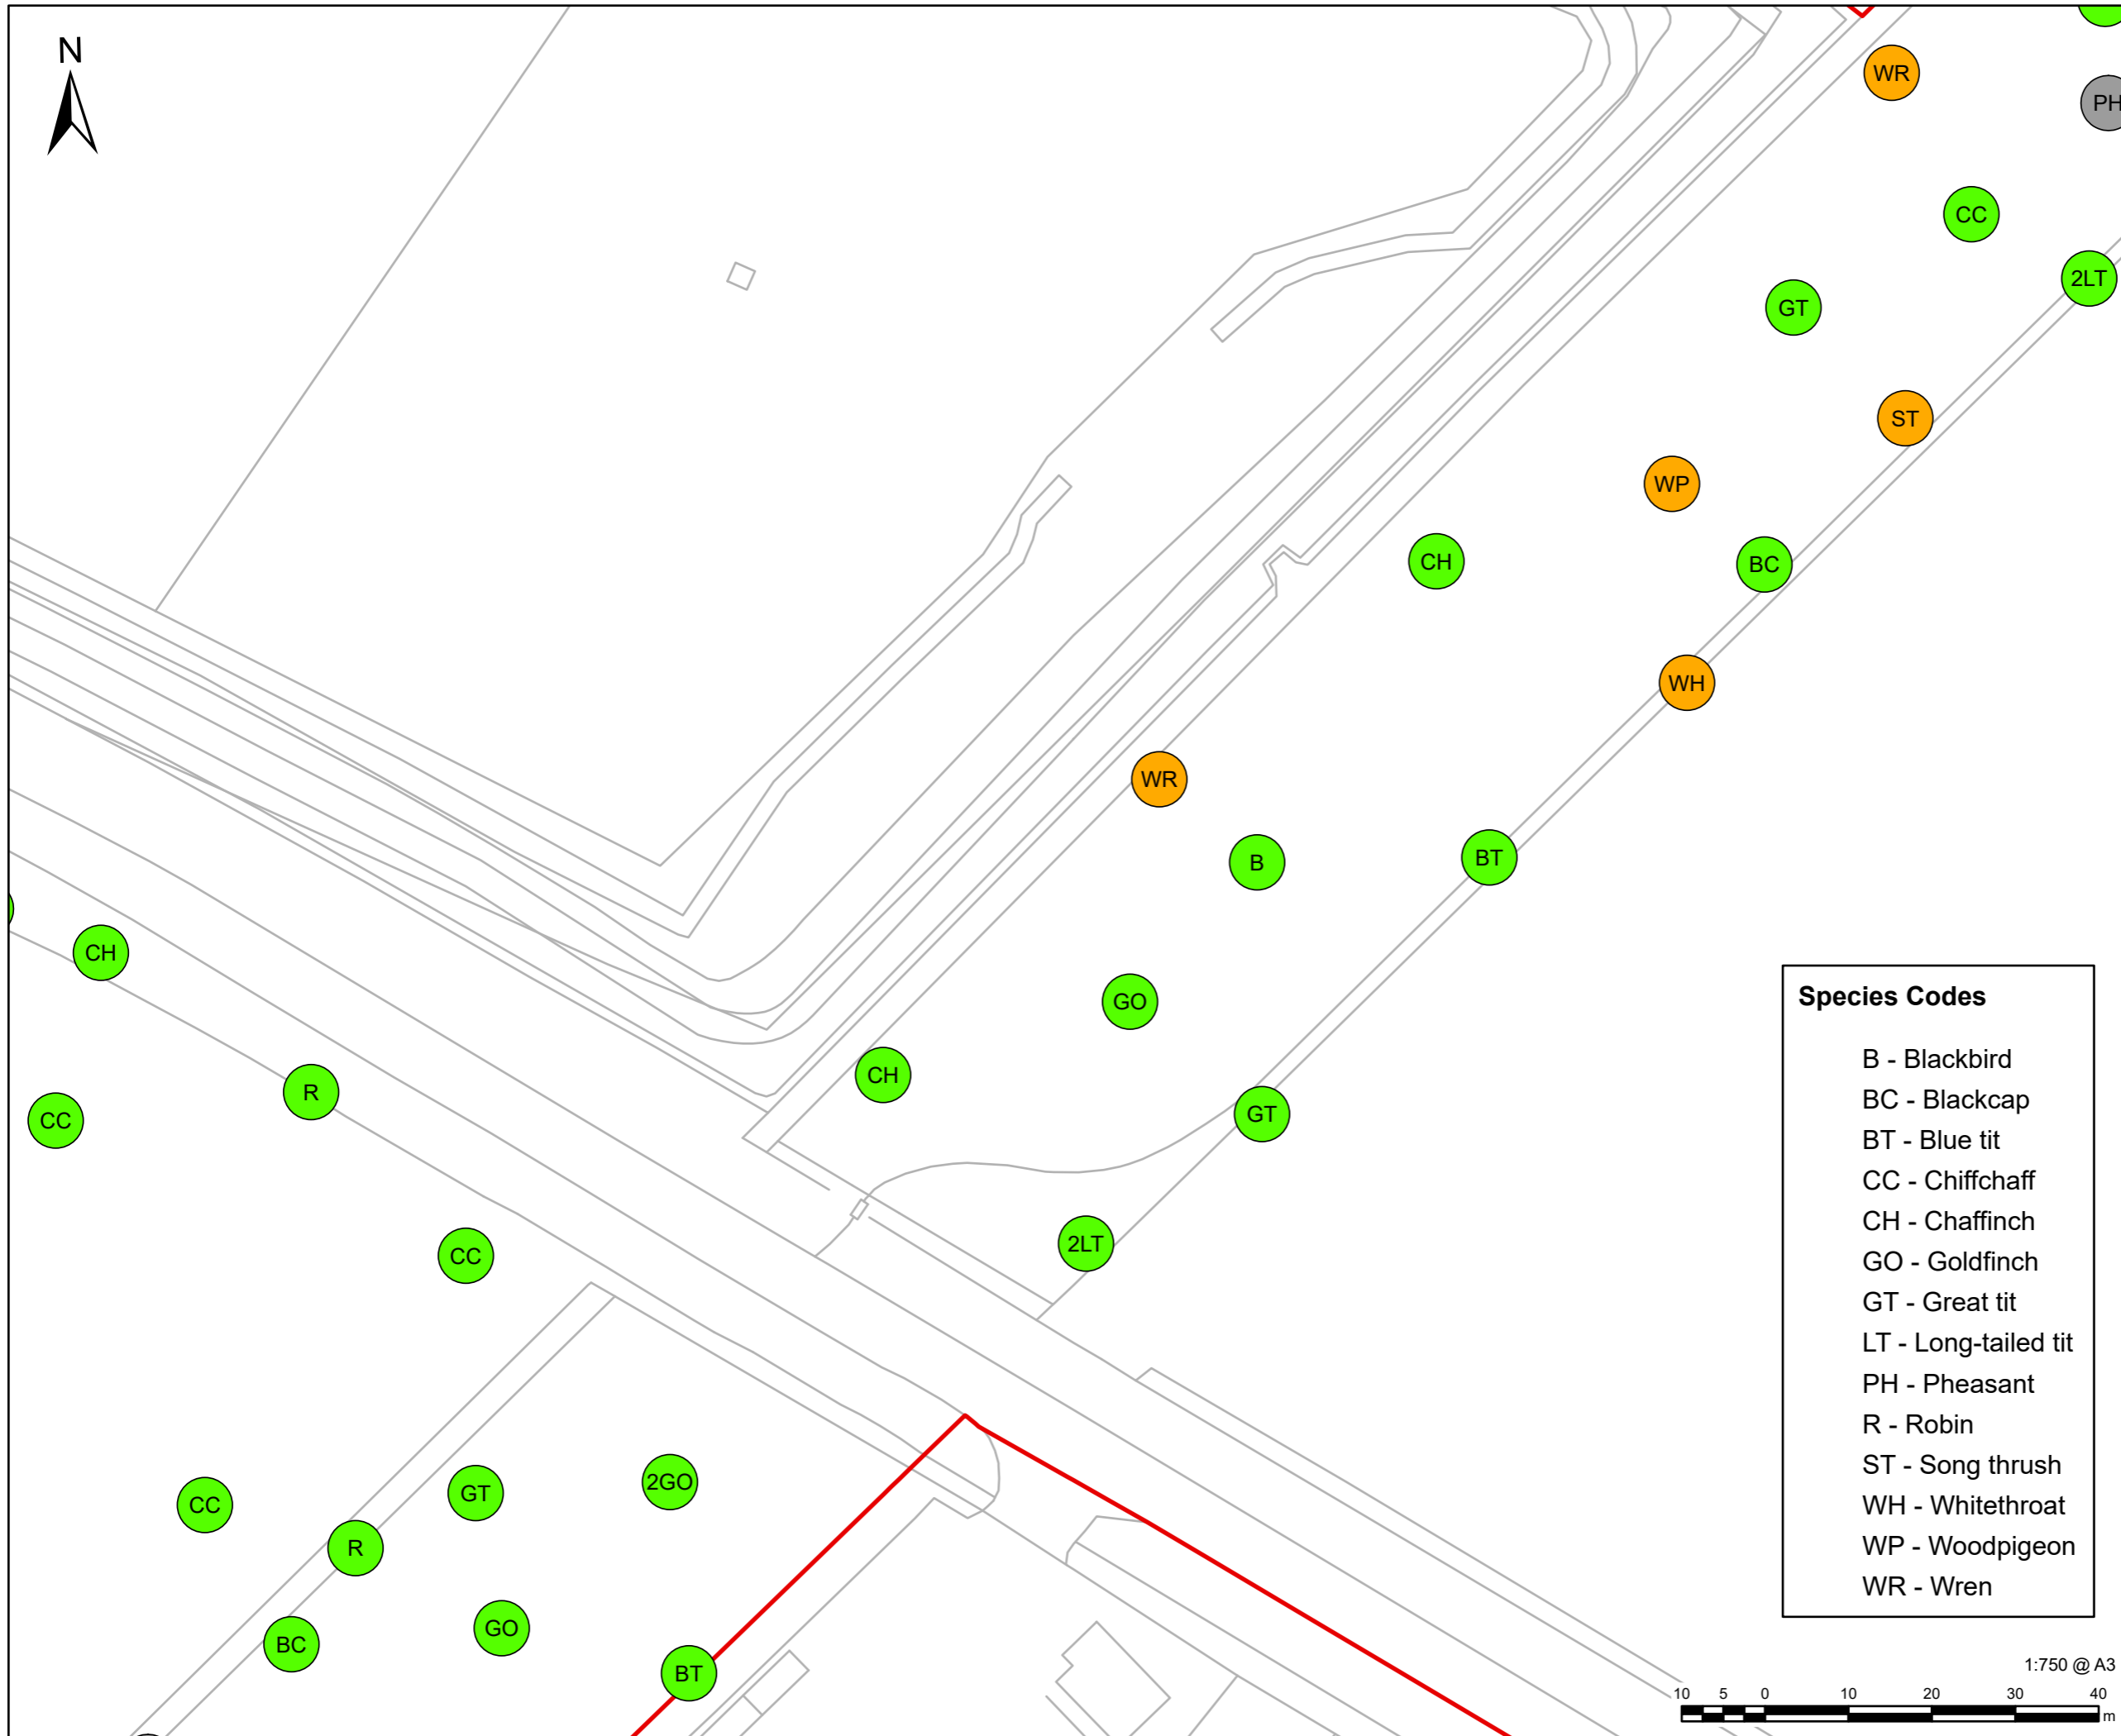 N
WR
PH
CC
2LT
GT
ST
WP
CH
BC
WH
WR
B
BT
CH
GO
CH
R
GT
CC
2LT
CC
2GO
GT
CC
R
GO
BC
BT
Species Codes
B - Blackbird
BC - Blackcap
BT - Blue tit
CC - Chiffchaff
CH - Chaffinch
GO - Goldfinch
GT - Great tit
LT - Long-tailed tit
PH - Pheasant
R - Robin
ST - Song thrush
WH - Whitethroat
WP - Woodpigeon
WR - Wren
1:750 @ A3
10 5 0 10 20 30 40
m